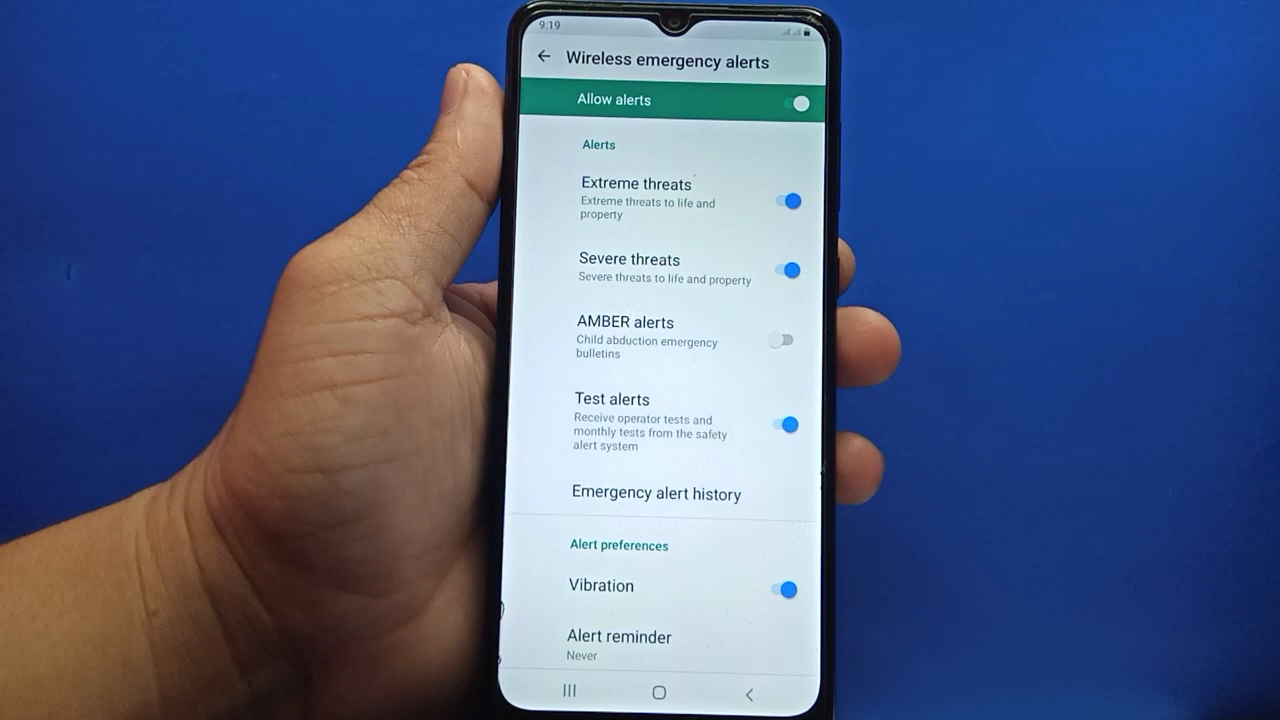 9:19
Wireless emergency alerts
Allow alerts
Alerts
Extreme threats
Extreme threats to life and
property
Severe threats
Severe threats to life and property
AMBER alerts
Child abduction emergency
bulletins
Test alerts
Receive operator tests and
monthly tests from the safety
alert system
Emergency alert history
Alert preferences
Vibration
Alert reminder
Never